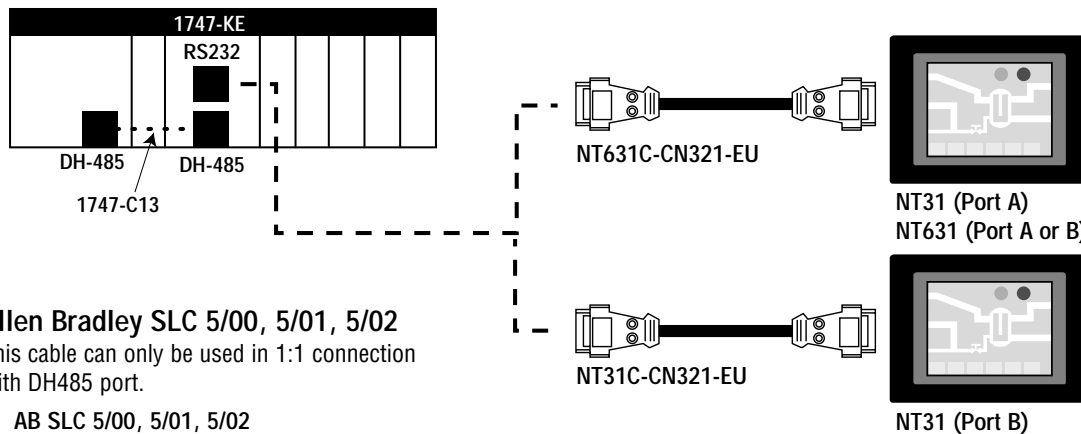 1747-KE
RS232
DH-485
DH-485
1747-C13
NT631C-CN321-EU
NT31 (Port A)
NT631 (Port A or B)
llen Bradley SLC 5/00, 5/01, 5/02
his cable can only be used in 1:1 connection
ith DH485 port.
AB SLC 5/00, 5/01, 5/02
NT31C-CN321-EU
NT31 (Port B)